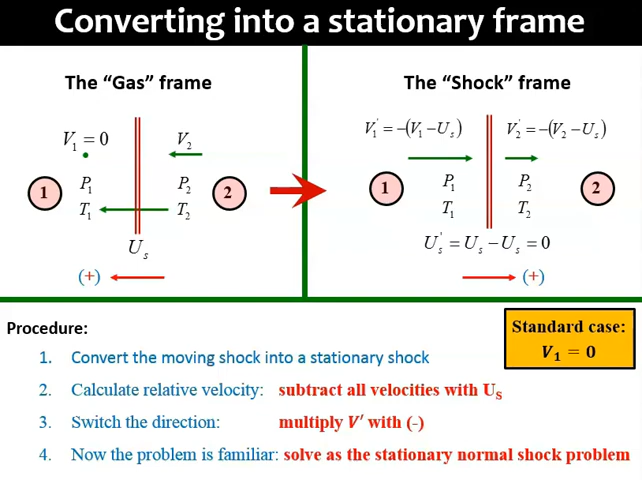 Converting into a stationary frame
The “Gas” frame
V₁ = 0
V₂
1
P₁
T₁
P₂
T₂
2
Uₛ
(+)
The “Shock” frame
V₁' = −(V₁ − Uₛ)
V₂' = −(V₂ − Uₛ)
1
P₁
T₁
P₂
T₂
2
Uₛ' = Uₛ − Uₛ = 0
(+)
Standard case:
V₁ = 0
Procedure:
1. Convert the moving shock into a stationary shock
2. Calculate relative velocity: subtract all velocities with Uₛ
3. Switch the direction: multiply V′ with (-)
4. Now the problem is familiar: solve as the stationary normal shock problem